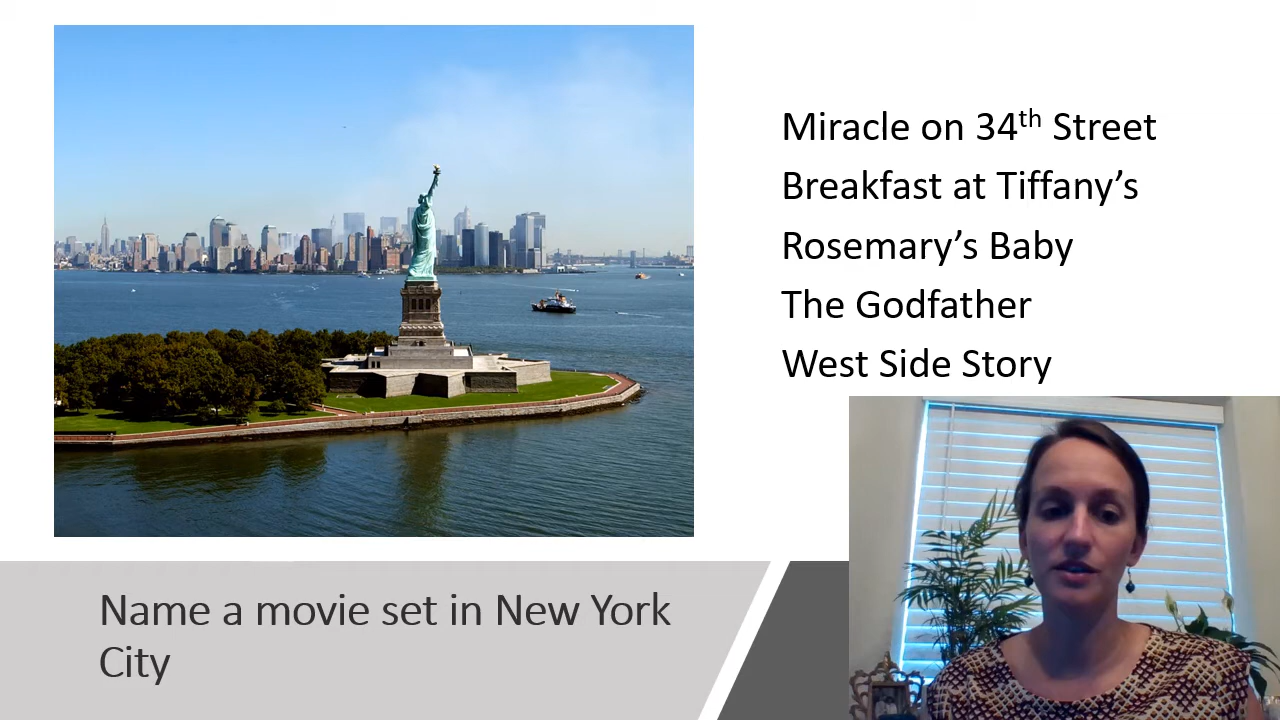 Miracle on 34th Street
Breakfast at Tiffany’s
Rosemary’s Baby
The Godfather
West Side Story
Name a movie set in New York
City